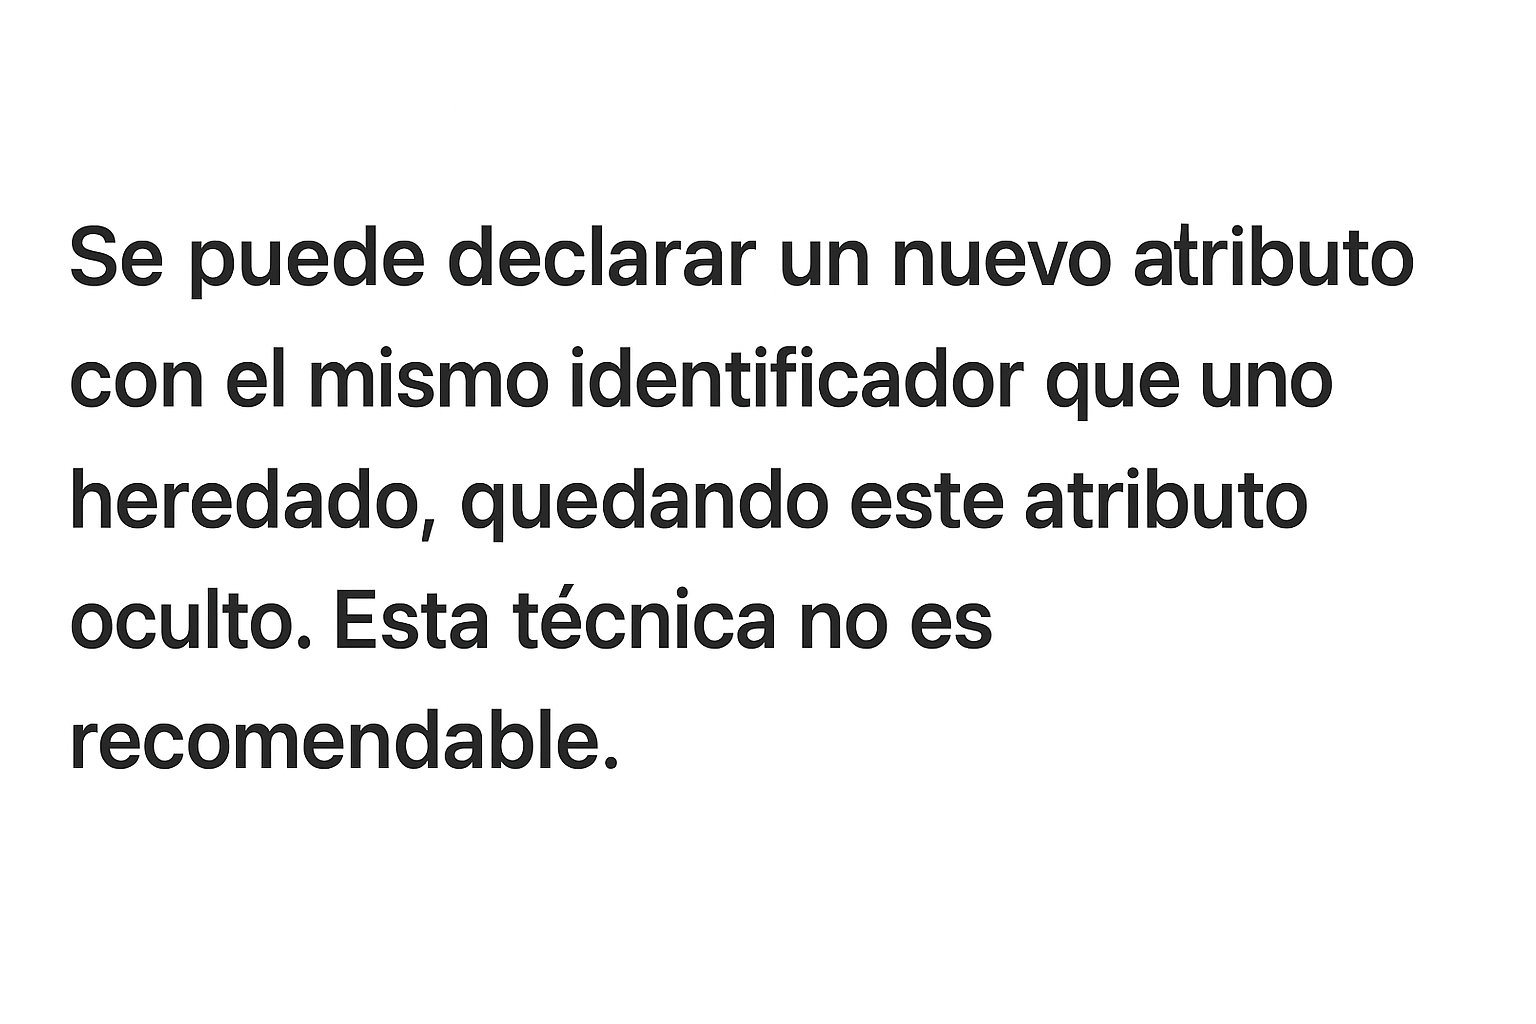 Se puede declarar un nuevo atributo
con el mismo identificador que uno
heredado, quedando este atributo
oculto. Esta técnica no es
recomendable.